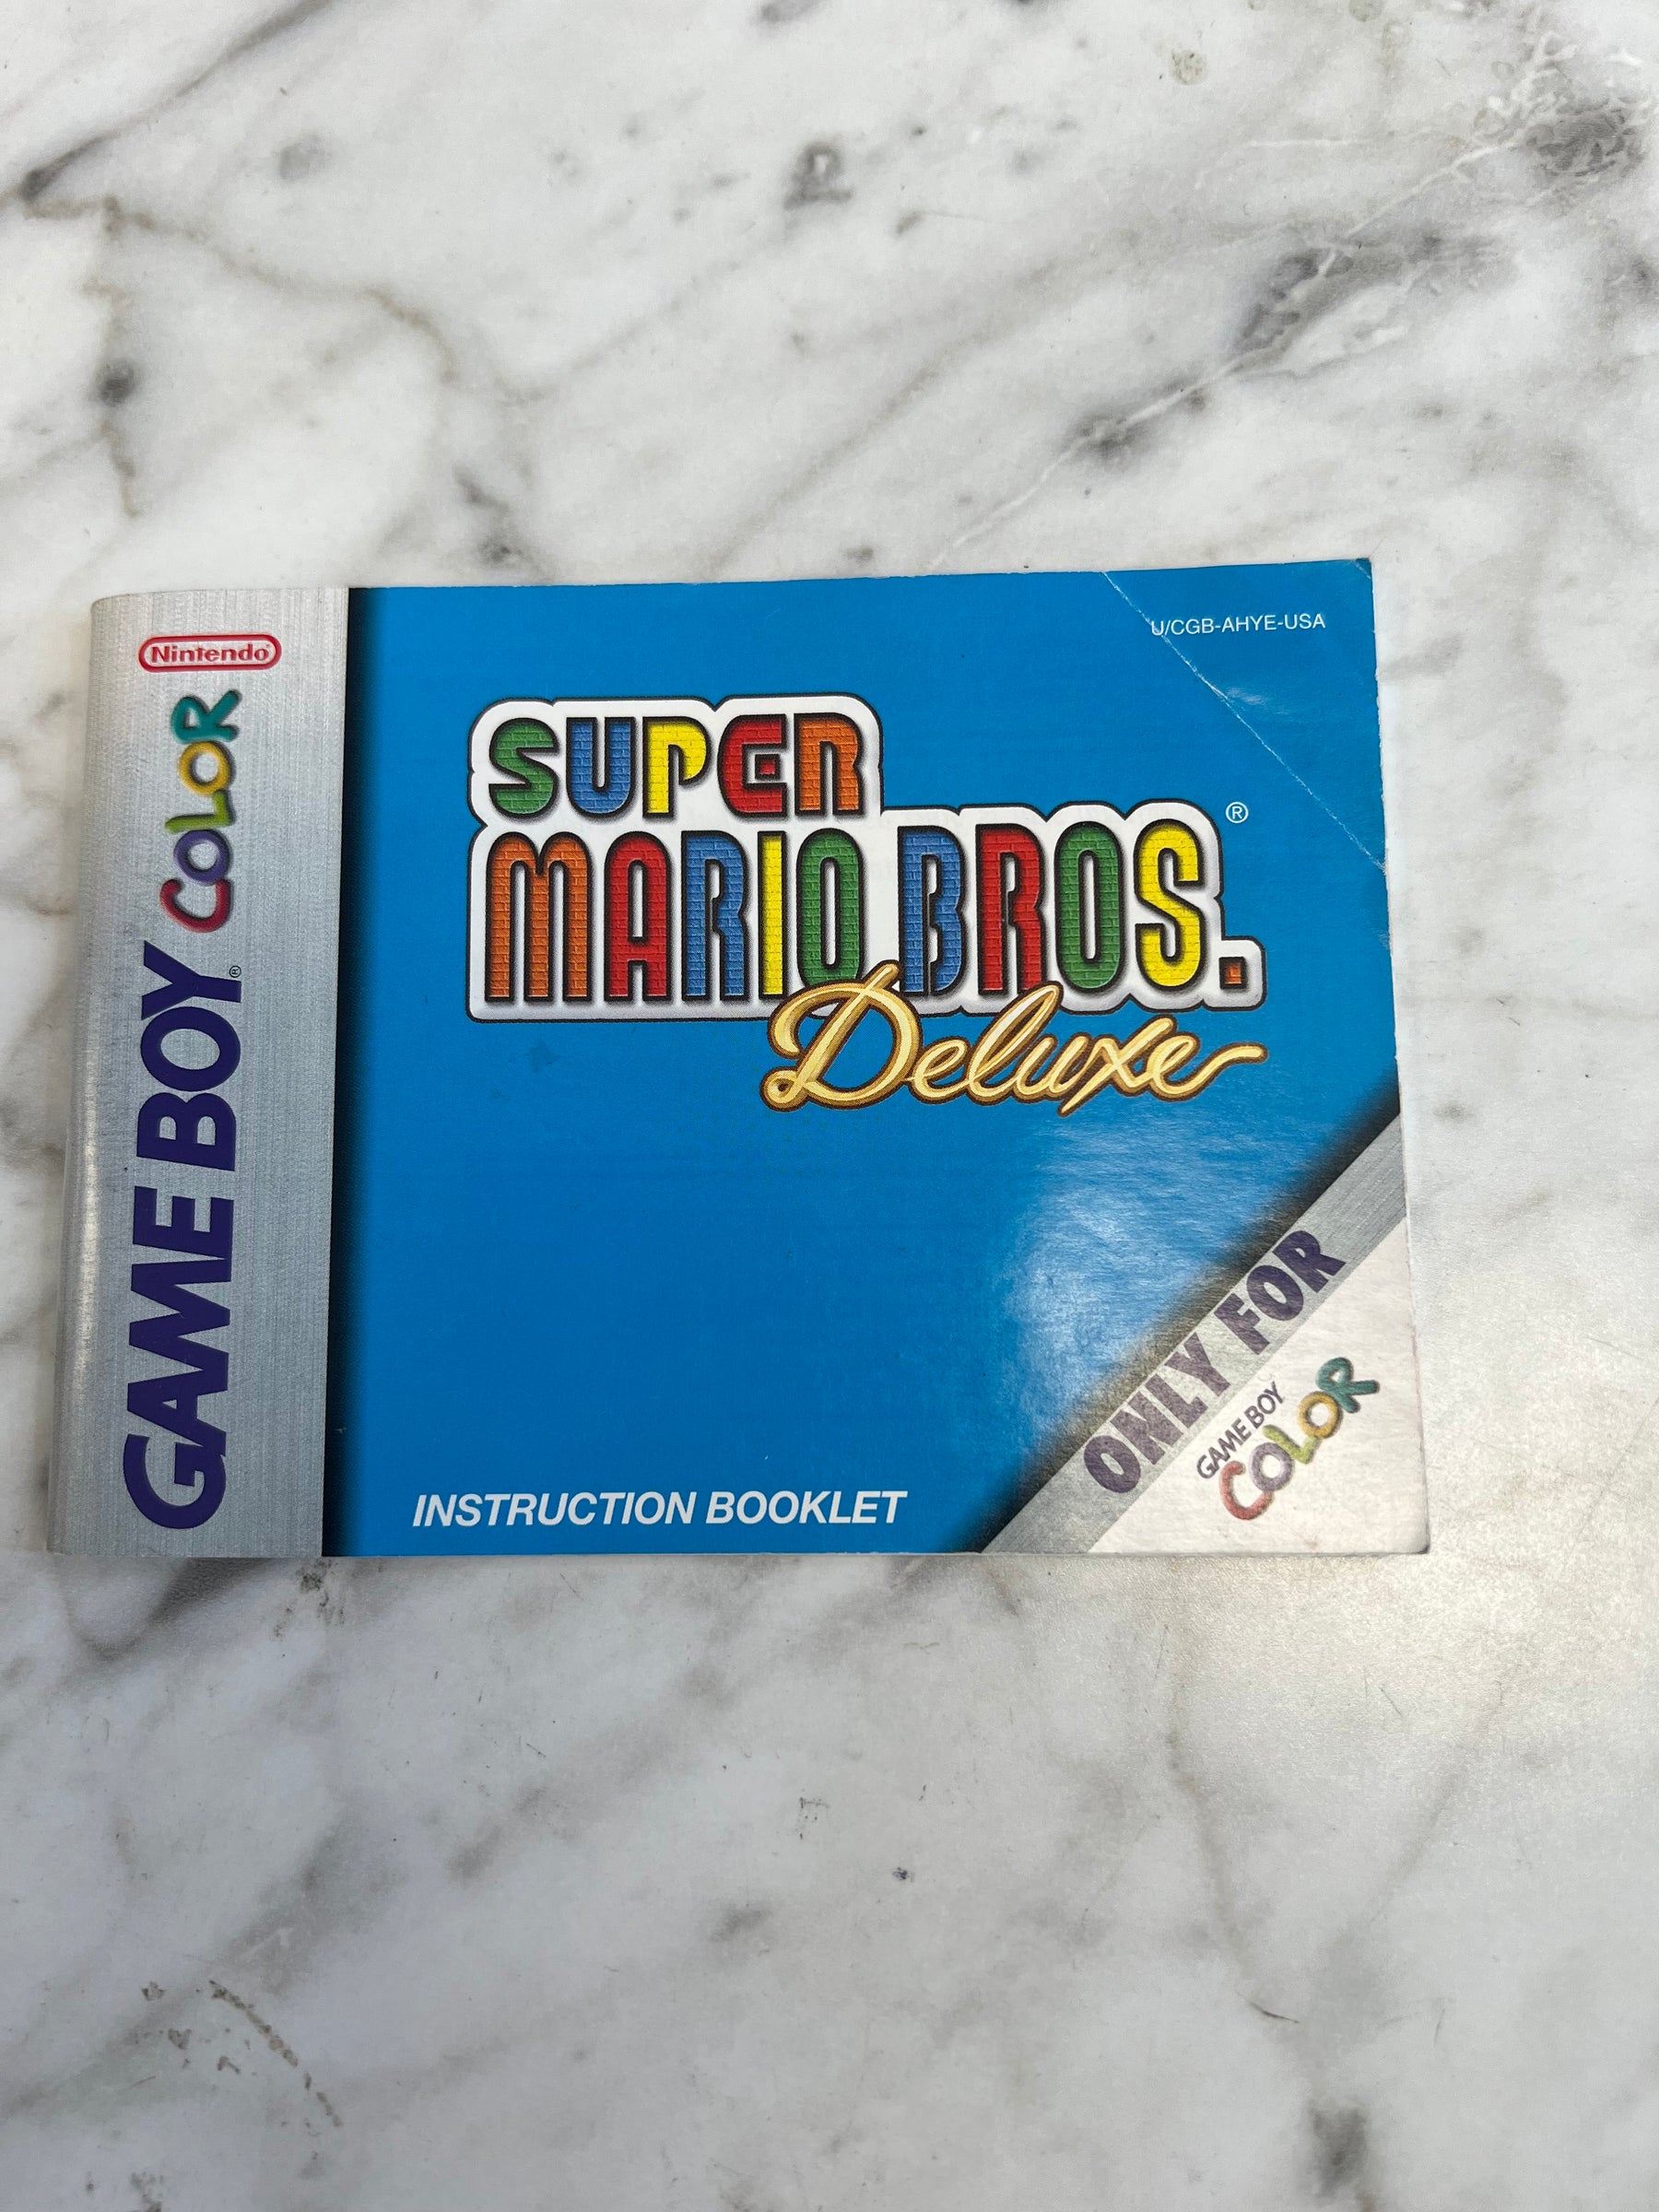 Nintendo
GAME BOY COLOR
®
U/CGB-AHYE-USA
SUPER
MARIO BROS.
®
Deluxe
INSTRUCTION BOOKLET
ONLY FOR
GAME BOY
COLOR